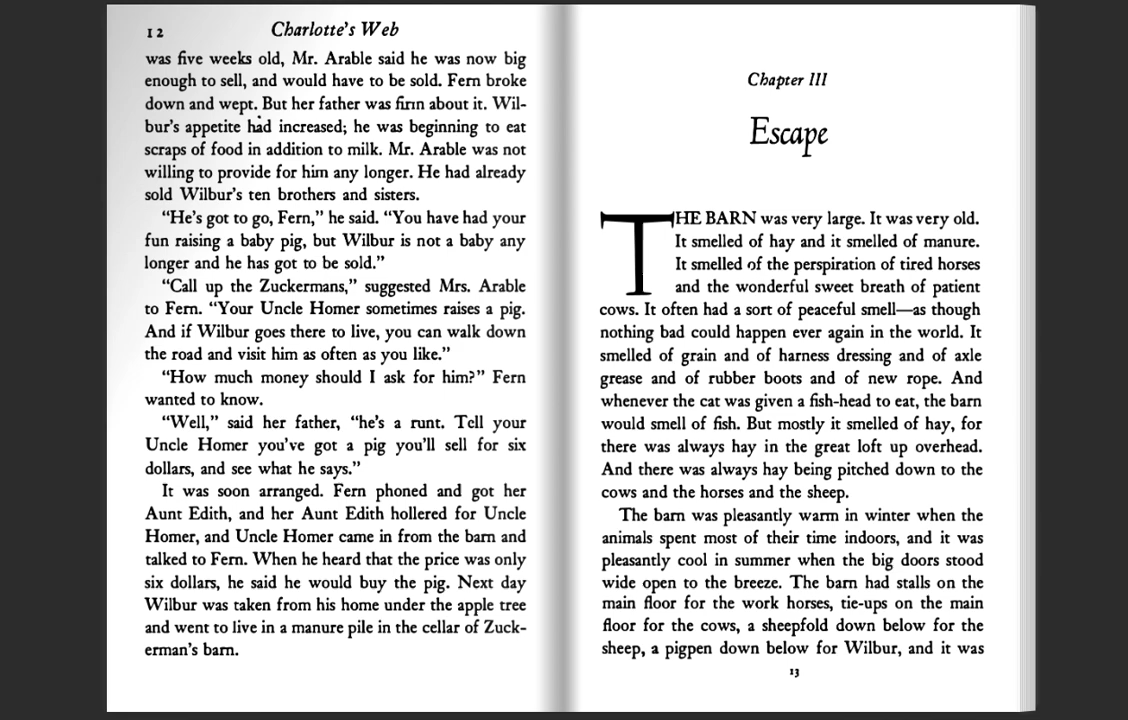 12
Charlotte's Web
was five weeks old, Mr. Arable said he was now big
enough to sell, and would have to be sold. Fern broke
down and wept. But her father was firm about it. Wil-
bur's appetite had increased; he was beginning to eat
scraps of food in addition to milk. Mr. Arable was not
willing to provide for him any longer. He had already
sold Wilbur's ten brothers and sisters.
"He's got to go, Fern," he said. "You have had your
fun raising a baby pig, but Wilbur is not a baby any
longer and he has got to be sold."
"Call up the Zuckermans," suggested Mrs. Arable
to Fern. "Your Uncle Homer sometimes raises a pig.
And if Wilbur goes there to live, you can walk down
the road and visit him as often as you like."
"How much money should I ask for him?" Fern
wanted to know.
"Well," said her father, "he's a runt. Tell your
Uncle Homer you've got a pig you'll sell for six
dollars, and see what he says."
It was soon arranged. Fern phoned and got her
Aunt Edith, and her Aunt Edith hollered for Uncle
Homer, and Uncle Homer came in from the barn and
talked to Fern. When he heard that the price was only
six dollars, he said he would buy the pig. Next day
Wilbur was taken from his home under the apple tree
and went to live in a manure pile in the cellar of Zuck-
erman's barn.
Chapter III
Escape
THE BARN was very large. It was very old.
It smelled of hay and it smelled of manure.
It smelled of the perspiration of tired horses
and the wonderful sweet breath of patient
cows. It often had a sort of peaceful smell—as though
nothing bad could happen ever again in the world. It
smelled of grain and of harness dressing and of axle
grease and of rubber boots and of new rope. And
whenever the cat was given a fish-head to eat, the barn
would smell of fish. But mostly it smelled of hay, for
there was always hay in the great loft up overhead.
And there was always hay being pitched down to the
cows and the horses and the sheep.
The barn was pleasantly warm in winter when the
animals spent most of their time indoors, and it was
pleasantly cool in summer when the big doors stood
wide open to the breeze. The barn had stalls on the
main floor for the work horses, tie-ups on the main
floor for the cows, a sheepfold down below for the
sheep, a pigpen down below for Wilbur, and it was
13